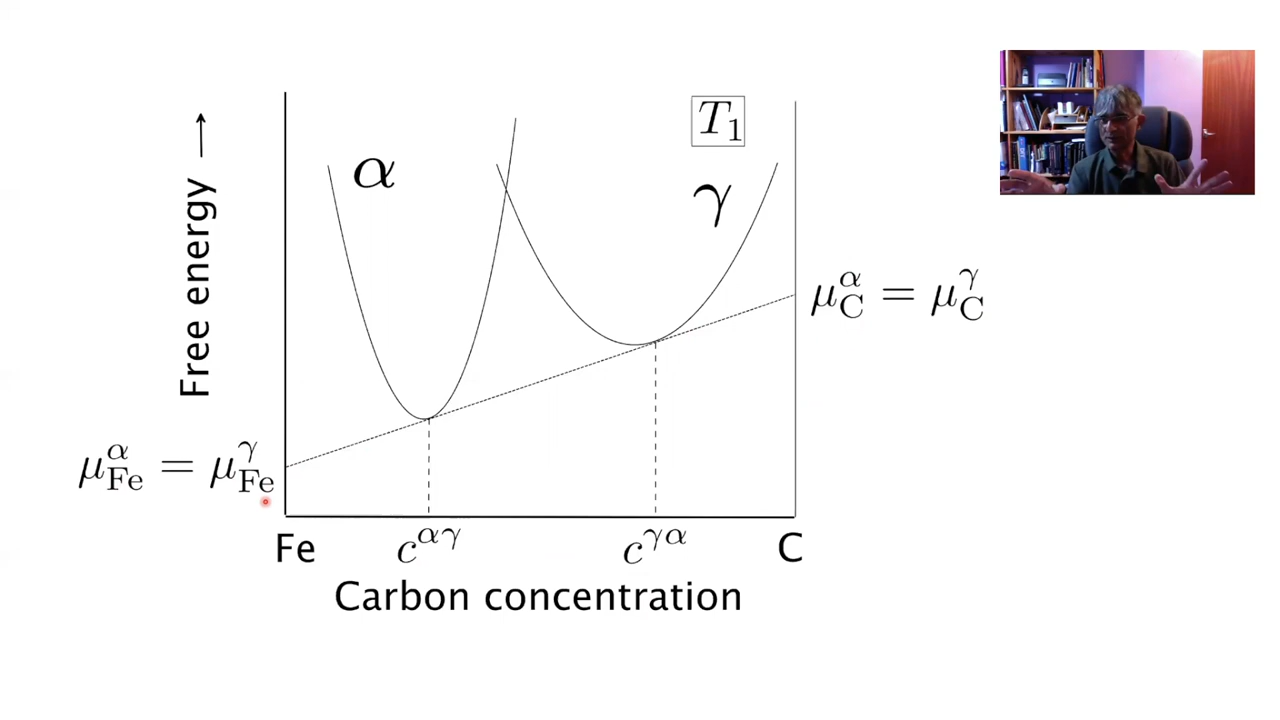 T₁
α
γ
Free energy →
μ_C^α = μ_C^γ
μ_Fe^α = μ_Fe^γ
Fe
c^αγ
c^γα
C
Carbon concentration